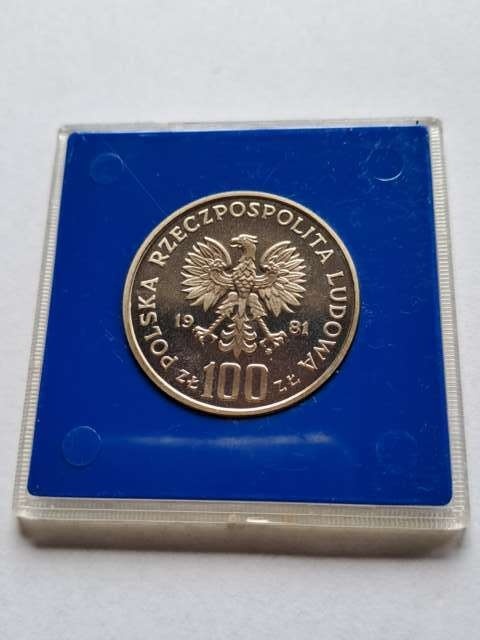 POLSKA RZECZPOSPOLITA LUDOWA
19 81
ZŁ 100 ZŁ